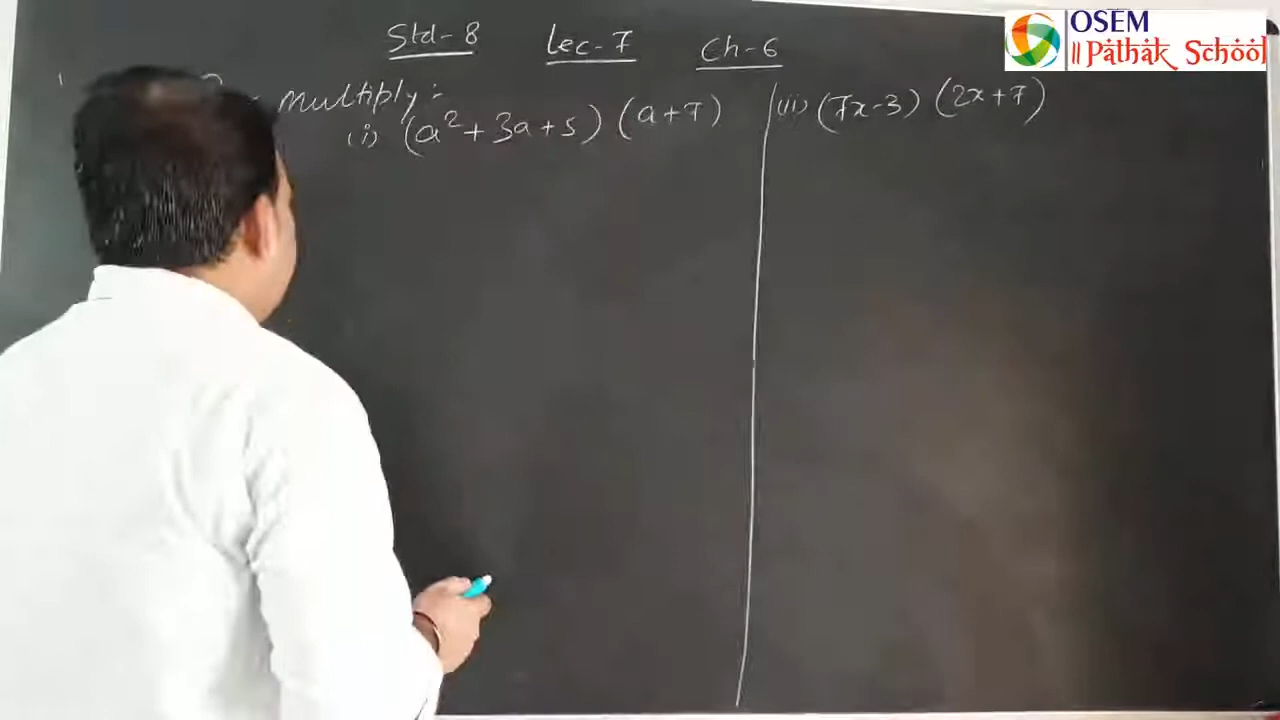 Std-8 Lec-7 Ch-6
OSEM
॥ Pathak School
Multiply:
(i) (a²+3a+5) (a+7)
(ii) (7x-3) (2x+7)